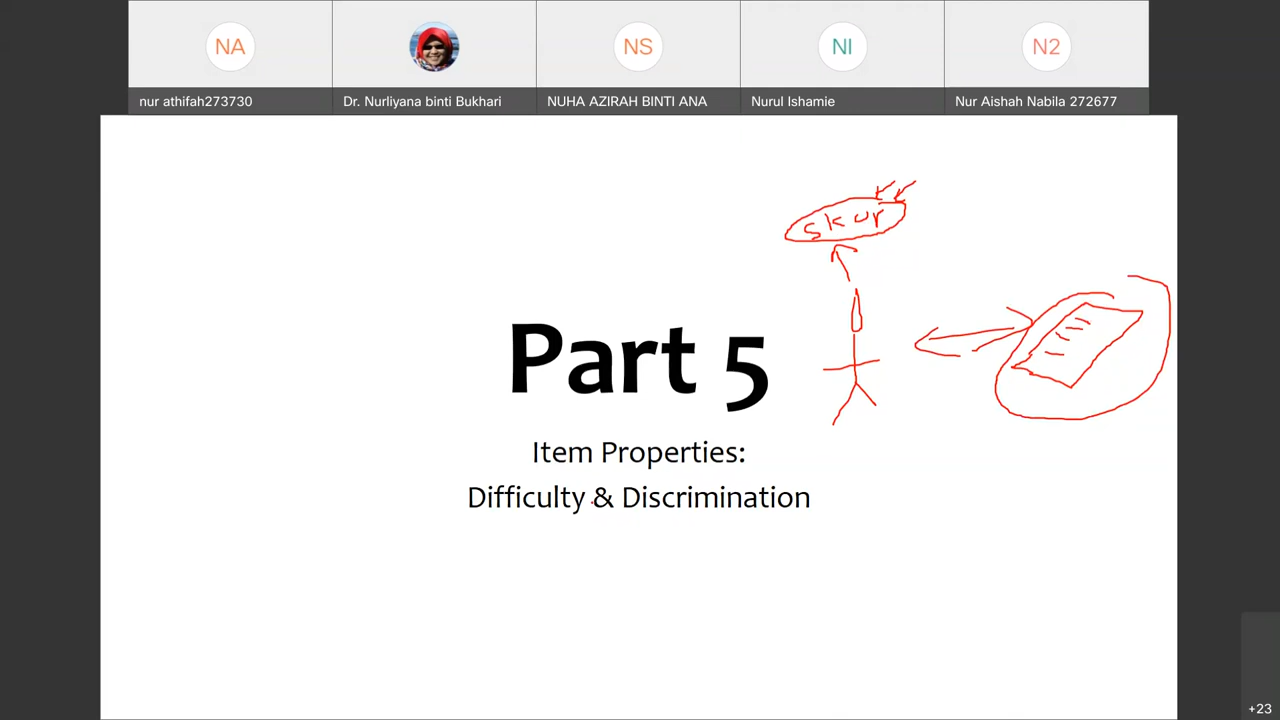 NA
NS
NI
N2
nur athifah273730
Dr. Nurliyana binti Bukhari
NUHA AZIRAH BINTI ANA
Nurul Ishamie
Nur Aishah Nabila 272677
skor
Part 5
Item Properties:
Difficulty & Discrimination
+23